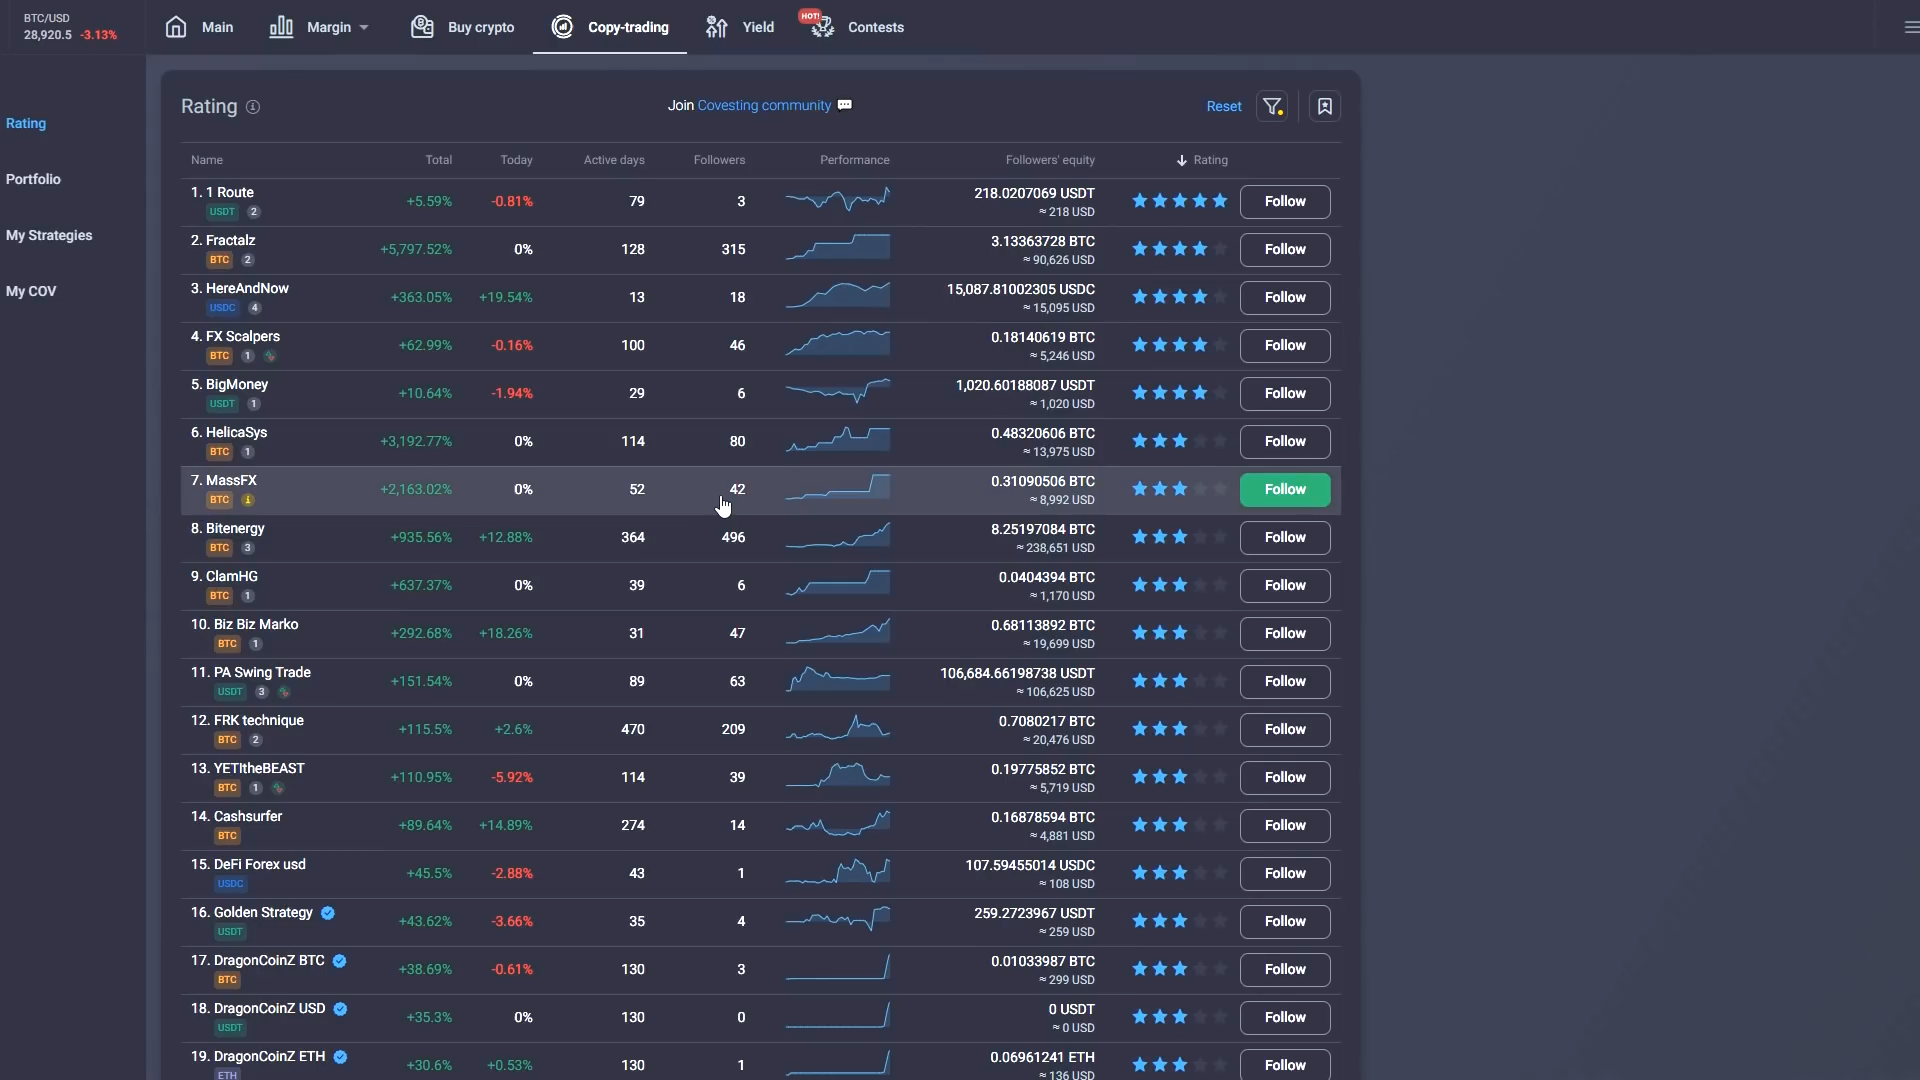 BTC/USD
28,920.5 -3.13%
Main
Margin
Buy crypto
Copy-trading
Yield
HOT!
Contests
Rating
Portfolio
My Strategies
My COV
Rating
Join Covesting community
Reset
Name Total Today Active days Followers Performance Followers' equity Rating
1. 1 Route +5.59% -0.81% 79 3 218.0207069 USDT Follow
USDT 2 ≈ 218 USD
2. Fractalz +5,797.52% 0% 128 315 3.13363728 BTC Follow
BTC 2 ≈ 90,626 USD
3. HereAndNow +363.05% +19.54% 13 18 15,087.81002305 USDC Follow
USDC 4 ≈ 15,095 USD
4. FX Scalpers +62.99% -0.16% 100 46 0.18140619 BTC Follow
BTC 1 ≈ 5,246 USD
5. BigMoney +10.64% -1.94% 29 6 1,020.60188087 USDT Follow
USDT 1 ≈ 1,020 USD
6. HelicaSys +3,192.77% 0% 114 80 0.48320606 BTC Follow
BTC 1 ≈ 13,975 USD
7. MassFX +2,163.02% 0% 52 42 0.31090506 BTC Follow
BTC ≈ 8,992 USD
8. Bitenergy +935.56% +12.88% 364 496 8.25197084 BTC Follow
BTC 3 ≈ 238,651 USD
9. ClamHG +637.37% 0% 39 6 0.0404394 BTC Follow
BTC 1 ≈ 1,170 USD
10. Biz Biz Marko +292.68% +18.26% 31 47 0.68113892 BTC Follow
BTC 1 ≈ 19,699 USD
11. PA Swing Trade +151.54% 0% 89 63 106,684.66198738 USDT Follow
USDT 3 ≈ 106,625 USD
12. FRK technique +115.5% +2.6% 470 209 0.7080217 BTC Follow
BTC 2 ≈ 20,476 USD
13. YETItheBEAST +110.95% -5.92% 114 39 0.19775852 BTC Follow
BTC 1 ≈ 5,719 USD
14. Cashsurfer +89.64% +14.89% 274 14 0.16878594 BTC Follow
BTC ≈ 4,881 USD
15. DeFi Forex usd +45.5% -2.88% 43 1 107.59455014 USDC Follow
USDC ≈ 108 USD
16. Golden Strategy +43.62% -3.66% 35 4 259.2723967 USDT Follow
USDT ≈ 259 USD
17. DragonCoinZ BTC +38.69% -0.61% 130 3 0.01033987 BTC Follow
BTC ≈ 299 USD
18. DragonCoinZ USD +35.3% 0% 130 0 0 USDT Follow
USDT ≈ 0 USD
19. DragonCoinZ ETH +30.6% +0.53% 130 1 0.06961241 ETH Follow
ETH ≈ 136 USD